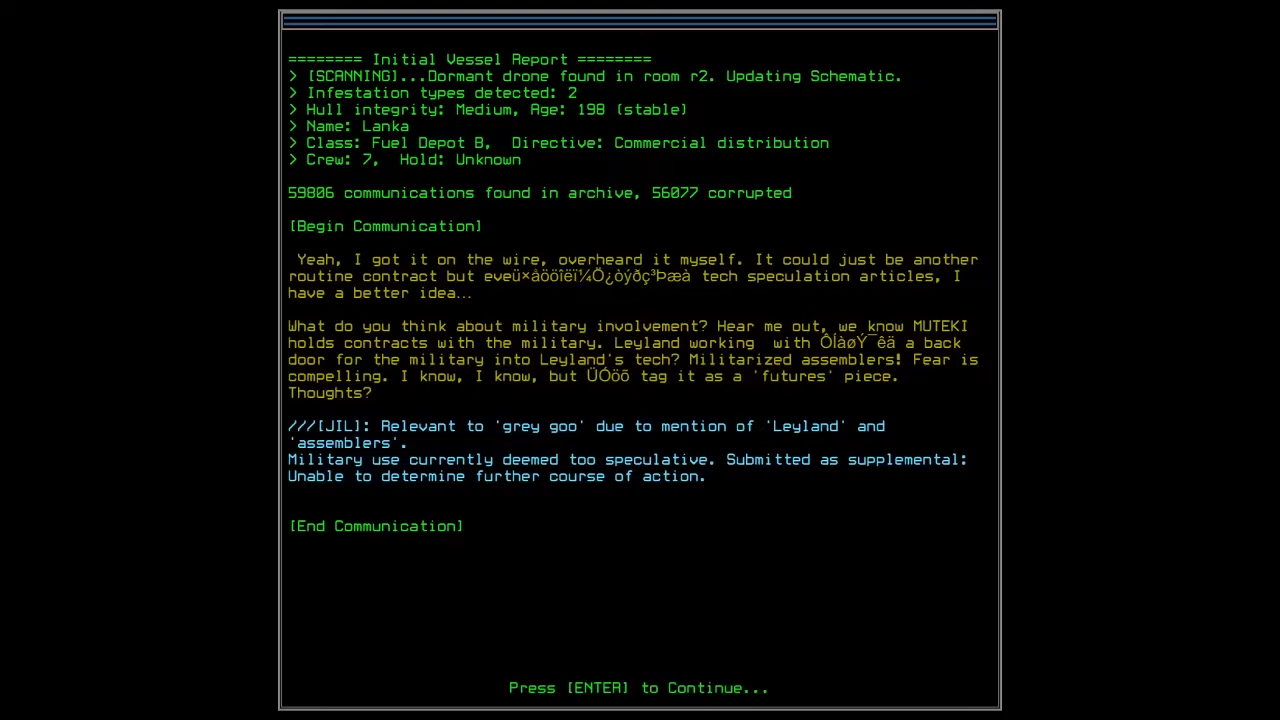 ======== Initial Vessel Report ========
> [SCANNING]...Dormant drone found in room r2. Updating Schematic.
> Infestation types detected: 2
> Hull integrity: Medium, Age: 198 (stable)
> Name: Lanka
> Class: Fuel Depot B,  Directive: Commercial distribution
> Crew: 7,  Hold: Unknown
59806 communications found in archive, 56077 corrupted
[Begin Communication]
Yeah, I got it on the wire, overheard it myself. It could just be another
routine contract but eveü×åöõîëï¼Ö¿òýðç³Þæà tech speculation articles, I
have a better idea...
What do you think about military involvement? Hear me out, we know MUTEKI
holds contracts with the military. Leyland working  with ÔÍàøÝ¯êä a back
door for the military into Leyland's tech? Militarized assemblers! Fear is
compelling. I know, I know, but ÜÓöõ tag it as a 'futures' piece.
Thoughts?
///[JIL]: Relevant to 'grey goo' due to mention of 'Leyland' and
'assemblers'.
Military use currently deemed too speculative. Submitted as supplemental:
Unable to determine further course of action.
[End Communication]
Press [ENTER] to Continue...